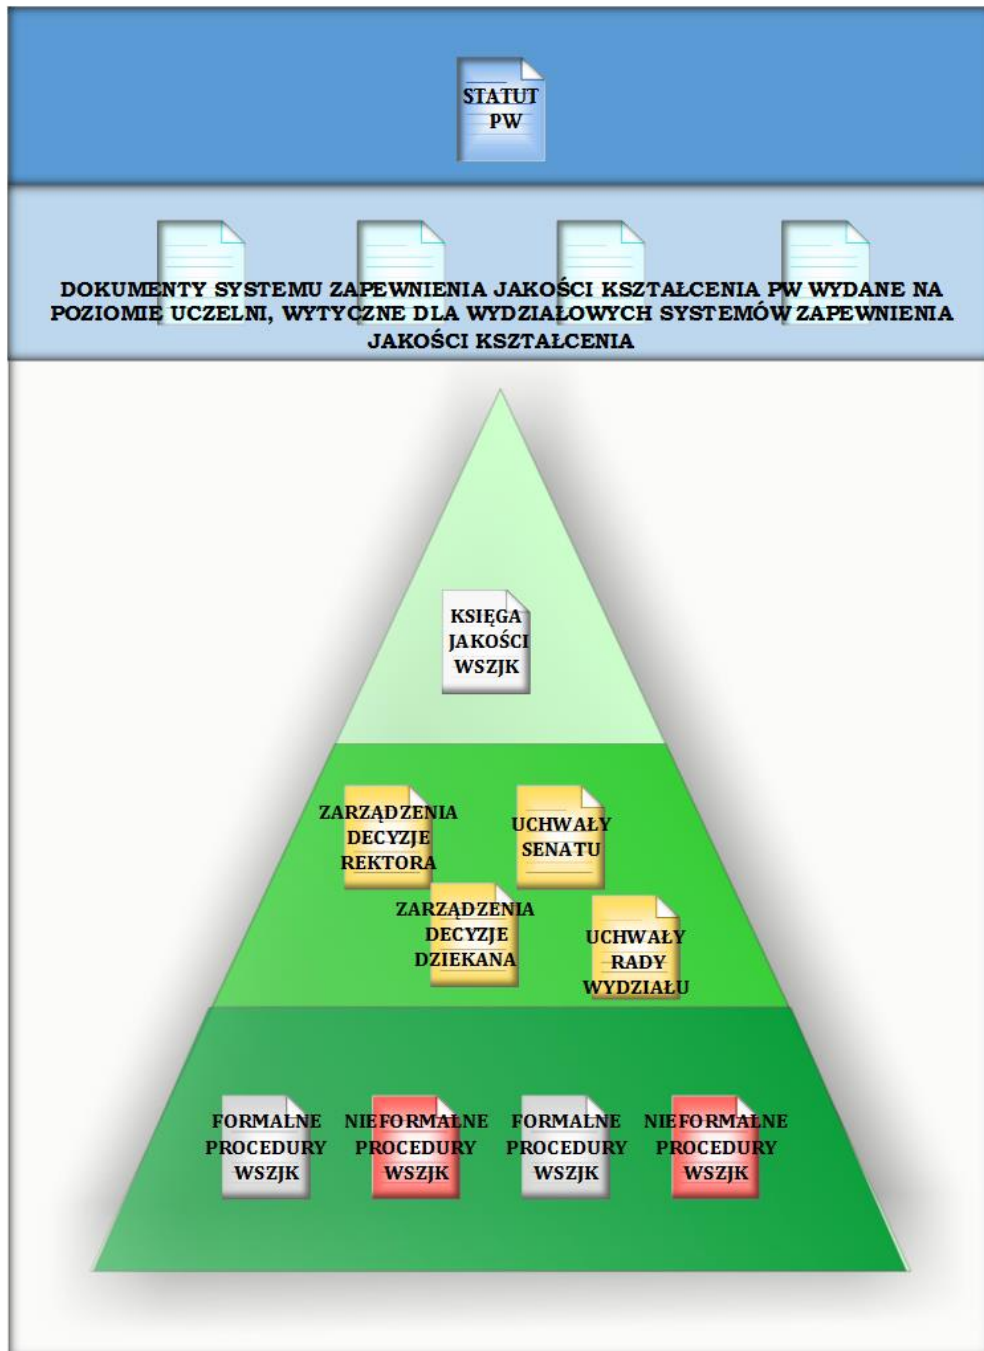 STATUT
PW
DOKUMENTY SYSTEMU ZAPEWNIENIA JAKOŚCI KSZTAŁCENIA PW WYDANE NA
POZIOMIE UCZELNI, WYTYCZNE DLA WYDZIAŁOWYCH SYSTEMÓW ZAPEWNIENIA
JAKOŚCI KSZTAŁCENIA
KSIĘGA
JAKOŚCI
WSZJK
ZARZĄDZENIA
DECYZJE
REKTORA
UCHWAŁY
SENATU
ZARZĄDZENIA
DECYZJE
DZIEKANA
UCHWAŁY
RADY
WYDZIAŁU
FORMALNE
PROCEDURY
WSZJK
NIEFORMALNE
PROCEDURY
WSZJK
FORMALNE
PROCEDURY
WSZJK
NIEFORMALNE
PROCEDURY
WSZJK